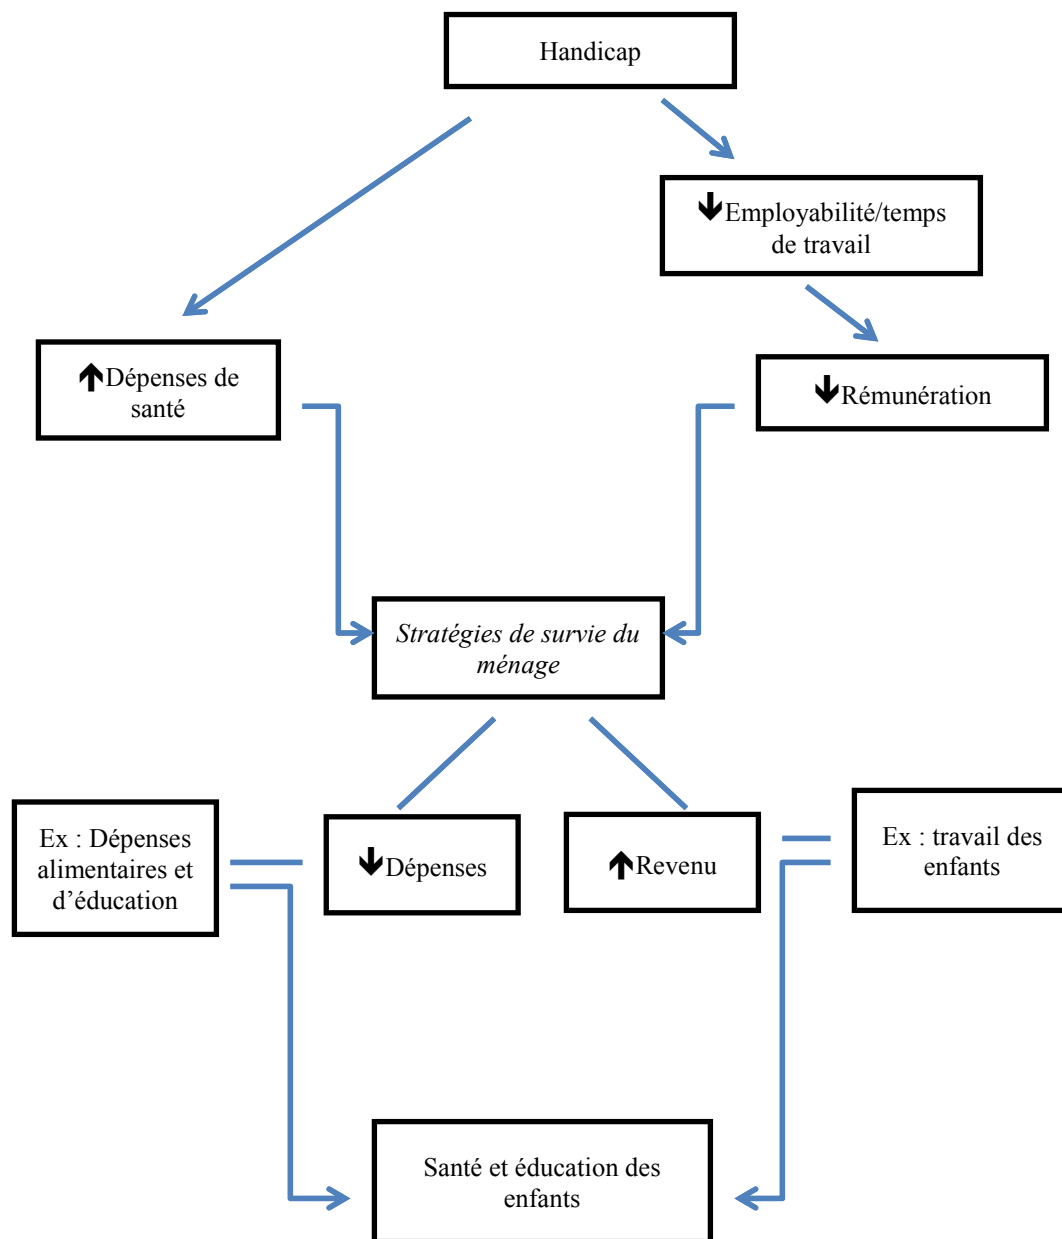 Handicap
🡻Employabilité/temps
de travail
🡹Dépenses de
santé
🡻Rémunération
Stratégies de survie du
ménage
Ex : Dépenses
alimentaires et
d’éducation
🡻Dépenses
🡹Revenu
Ex : travail des
enfants
Santé et éducation des
enfants